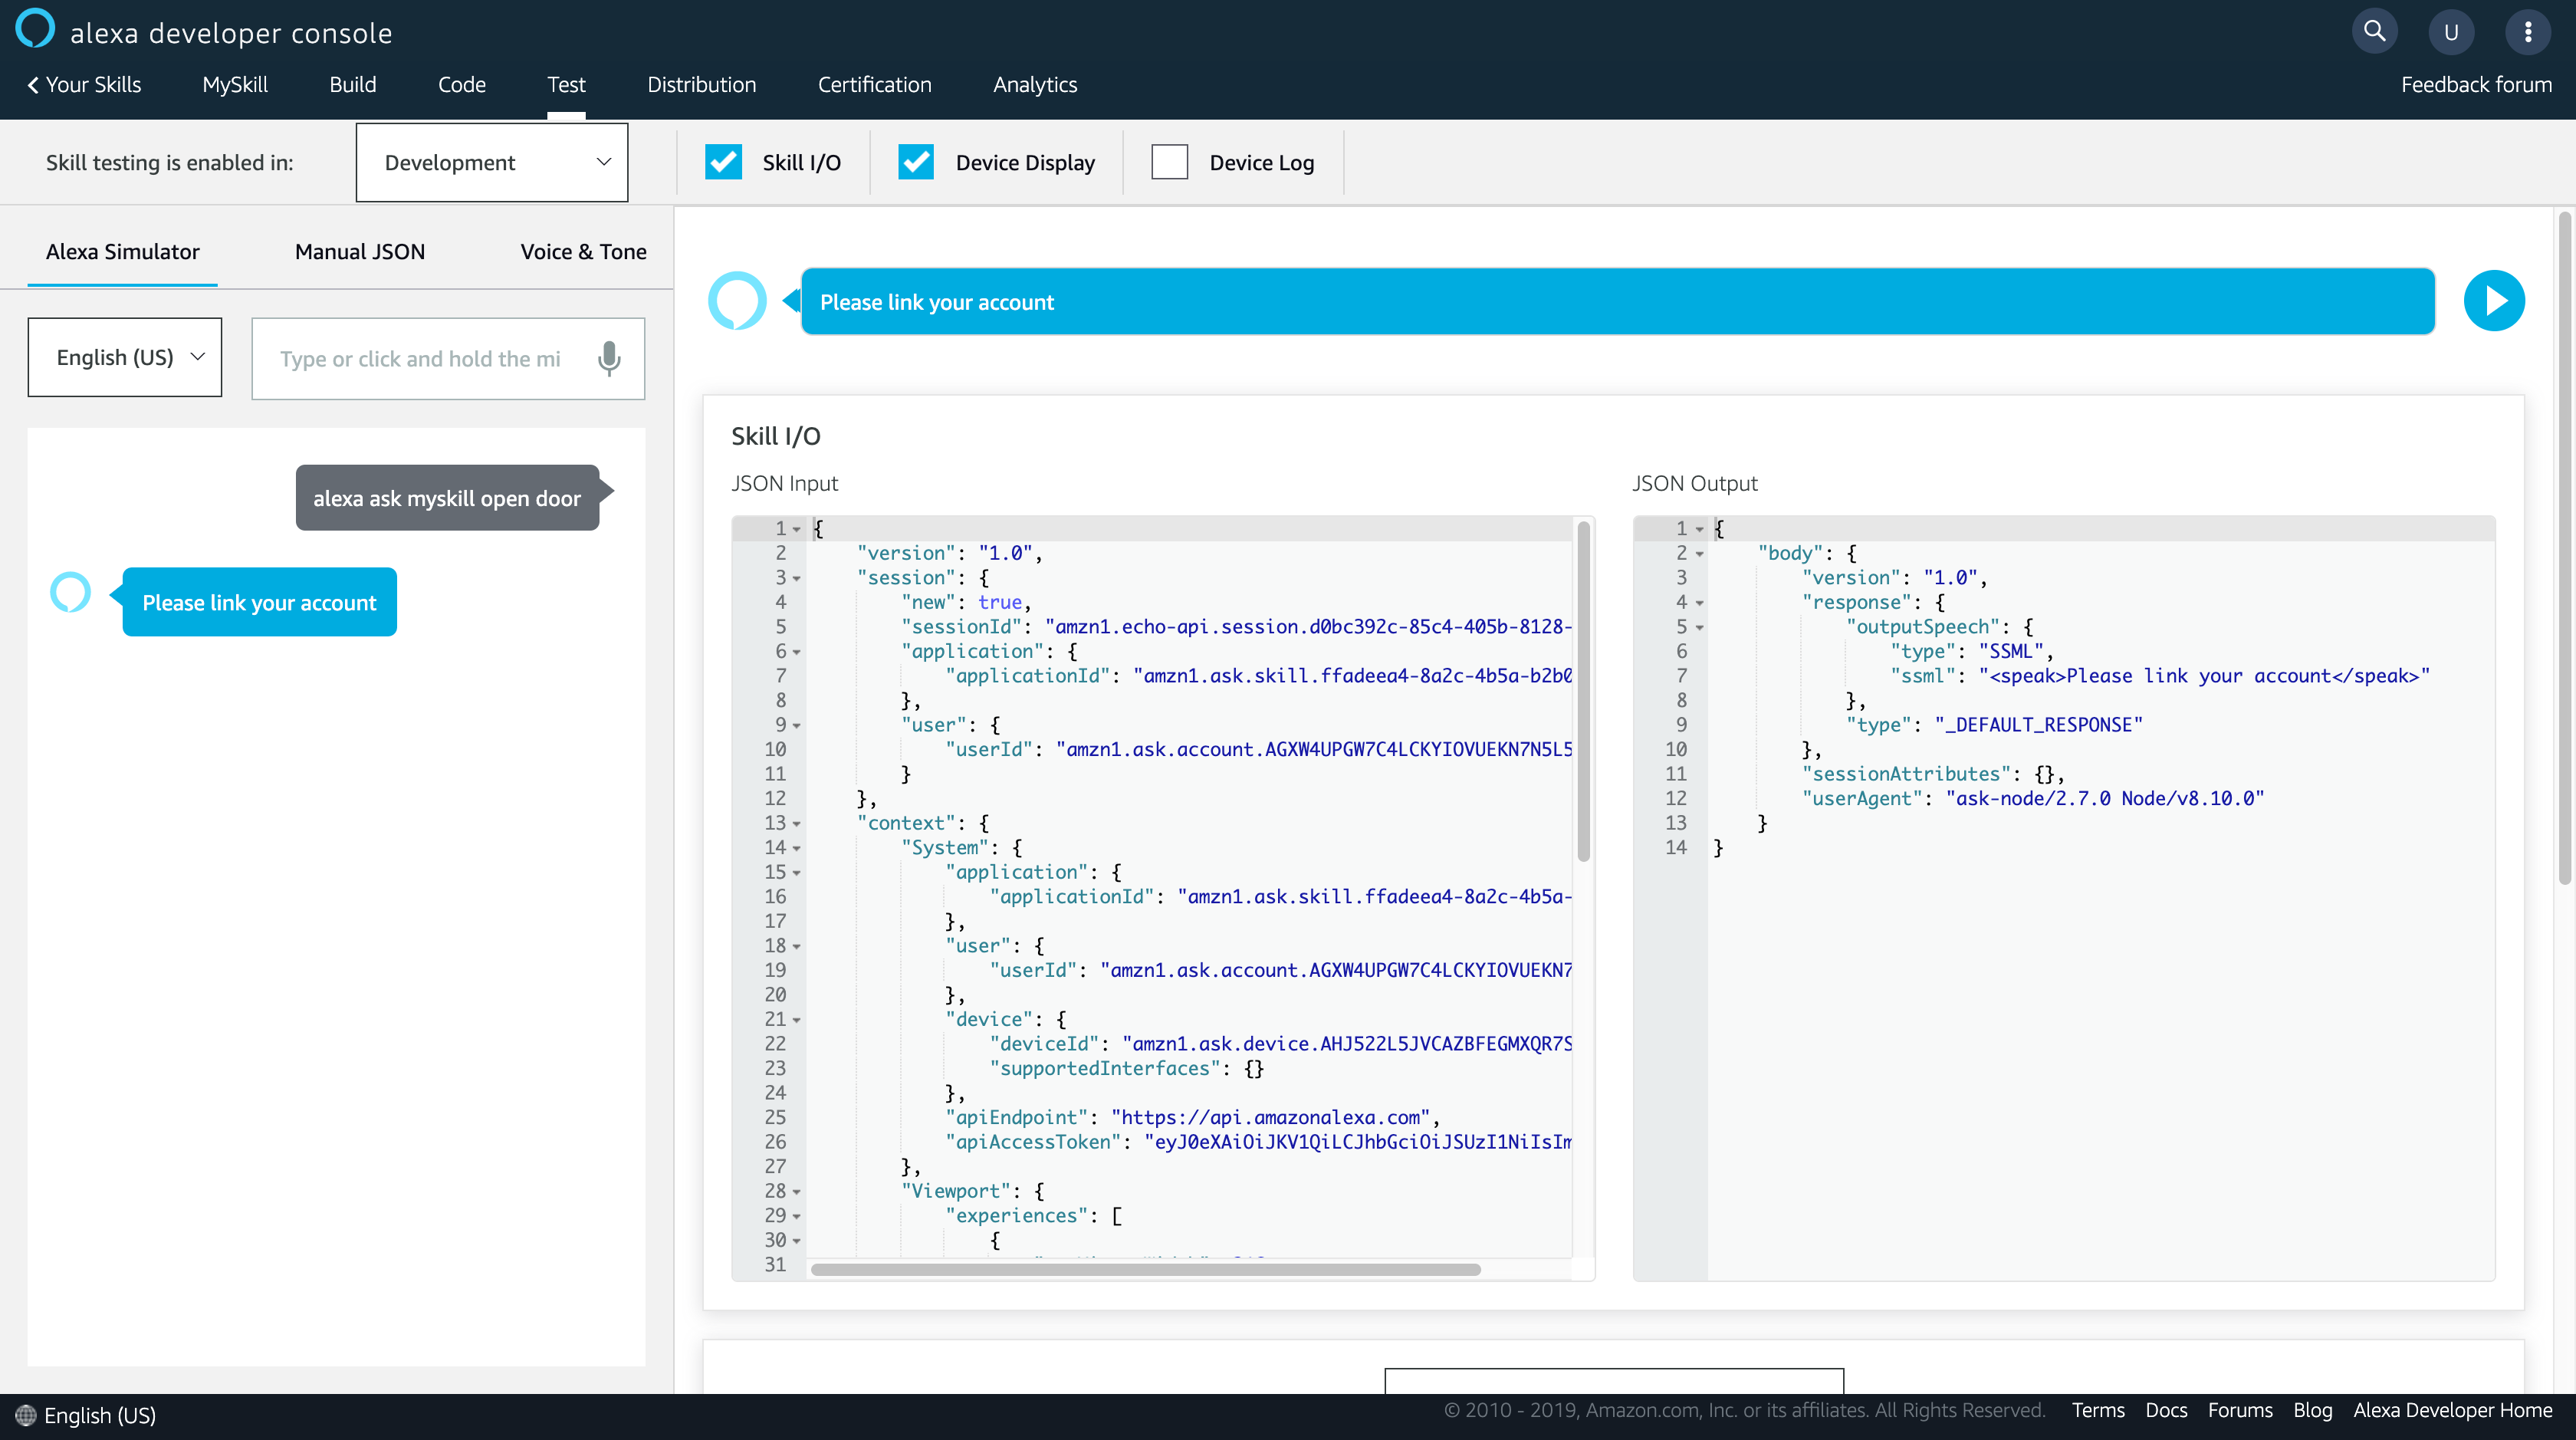 alexa developer console
U
Your Skills
MySkill
Build
Code
Test
Distribution
Certification
Analytics
Feedback forum
Skill testing is enabled in:
Development
Skill I/O
Device Display
Device Log
Alexa Simulator
Manual JSON
Voice & Tone
English (US)
Type or click and hold the mi
alexa ask myskill open door
Please link your account
Please link your account
Skill I/O
JSON Input
1 {
2 "version": "1.0",
3 "session": {
4 "new": true,
5 "sessionId": "amzn1.echo-api.session.d0bc392c-85c4-405b-8128-
6 "application": {
7 "applicationId": "amzn1.ask.skill.ffadeea4-8a2c-4b5a-b2b0
8 },
9 "user": {
10 "userId": "amzn1.ask.account.AGXW4UPGW7C4LCKYIOVUEKN7N5L5
11 }
12 },
13 "context": {
14 "System": {
15 "application": {
16 "applicationId": "amzn1.ask.skill.ffadeea4-8a2c-4b5a-
17 },
18 "user": {
19 "userId": "amzn1.ask.account.AGXW4UPGW7C4LCKYIOVUEKN7
20 },
21 "device": {
22 "deviceId": "amzn1.ask.device.AHJ522L5JVCAZBFEGMXQR7S
23 "supportedInterfaces": {}
24 },
25 "apiEndpoint": "https://api.amazonalexa.com",
26 "apiAccessToken": "eyJ0eXAiOiJKV1QiLCJhbGciOiJSUzI1NiIsIm
27 },
28 "Viewport": {
29 "experiences": [
30 {
31
JSON Output
1 {
2 "body": {
3 "version": "1.0",
4 "response": {
5 "outputSpeech": {
6 "type": "SSML",
7 "ssml": "<speak>Please link your account</speak>"
8 },
9 "type": "_DEFAULT_RESPONSE"
10 },
11 "sessionAttributes": {},
12 "userAgent": "ask-node/2.7.0 Node/v8.10.0"
13 }
14 }
English (US)
© 2010 - 2019, Amazon.com, Inc. or its affiliates. All Rights Reserved.
Terms
Docs
Forums
Blog
Alexa Developer Home